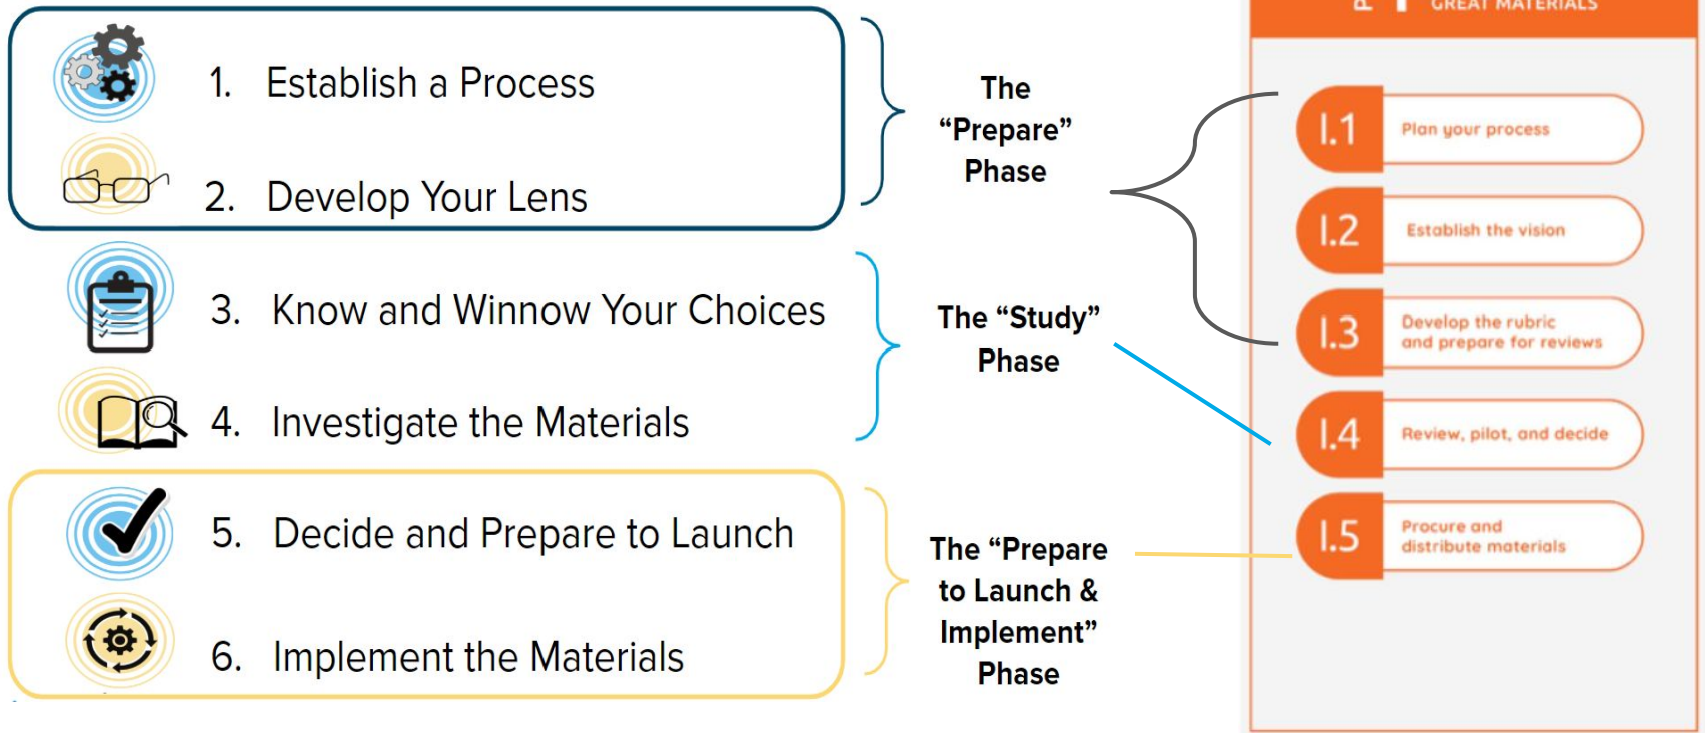 1. Establish a Process
2. Develop Your Lens
3. Know and Winnow Your Choices
4. Investigate the Materials
5. Decide and Prepare to Launch
6. Implement the Materials
The
“Prepare”
Phase
The “Study”
Phase
The “Prepare
to Launch &
Implement”
Phase
GREAT MATERIALS
I.1 Plan your process
I.2 Establish the vision
I.3 Develop the rubric
and prepare for reviews
I.4 Review, pilot, and decide
I.5 Procure and
distribute materials